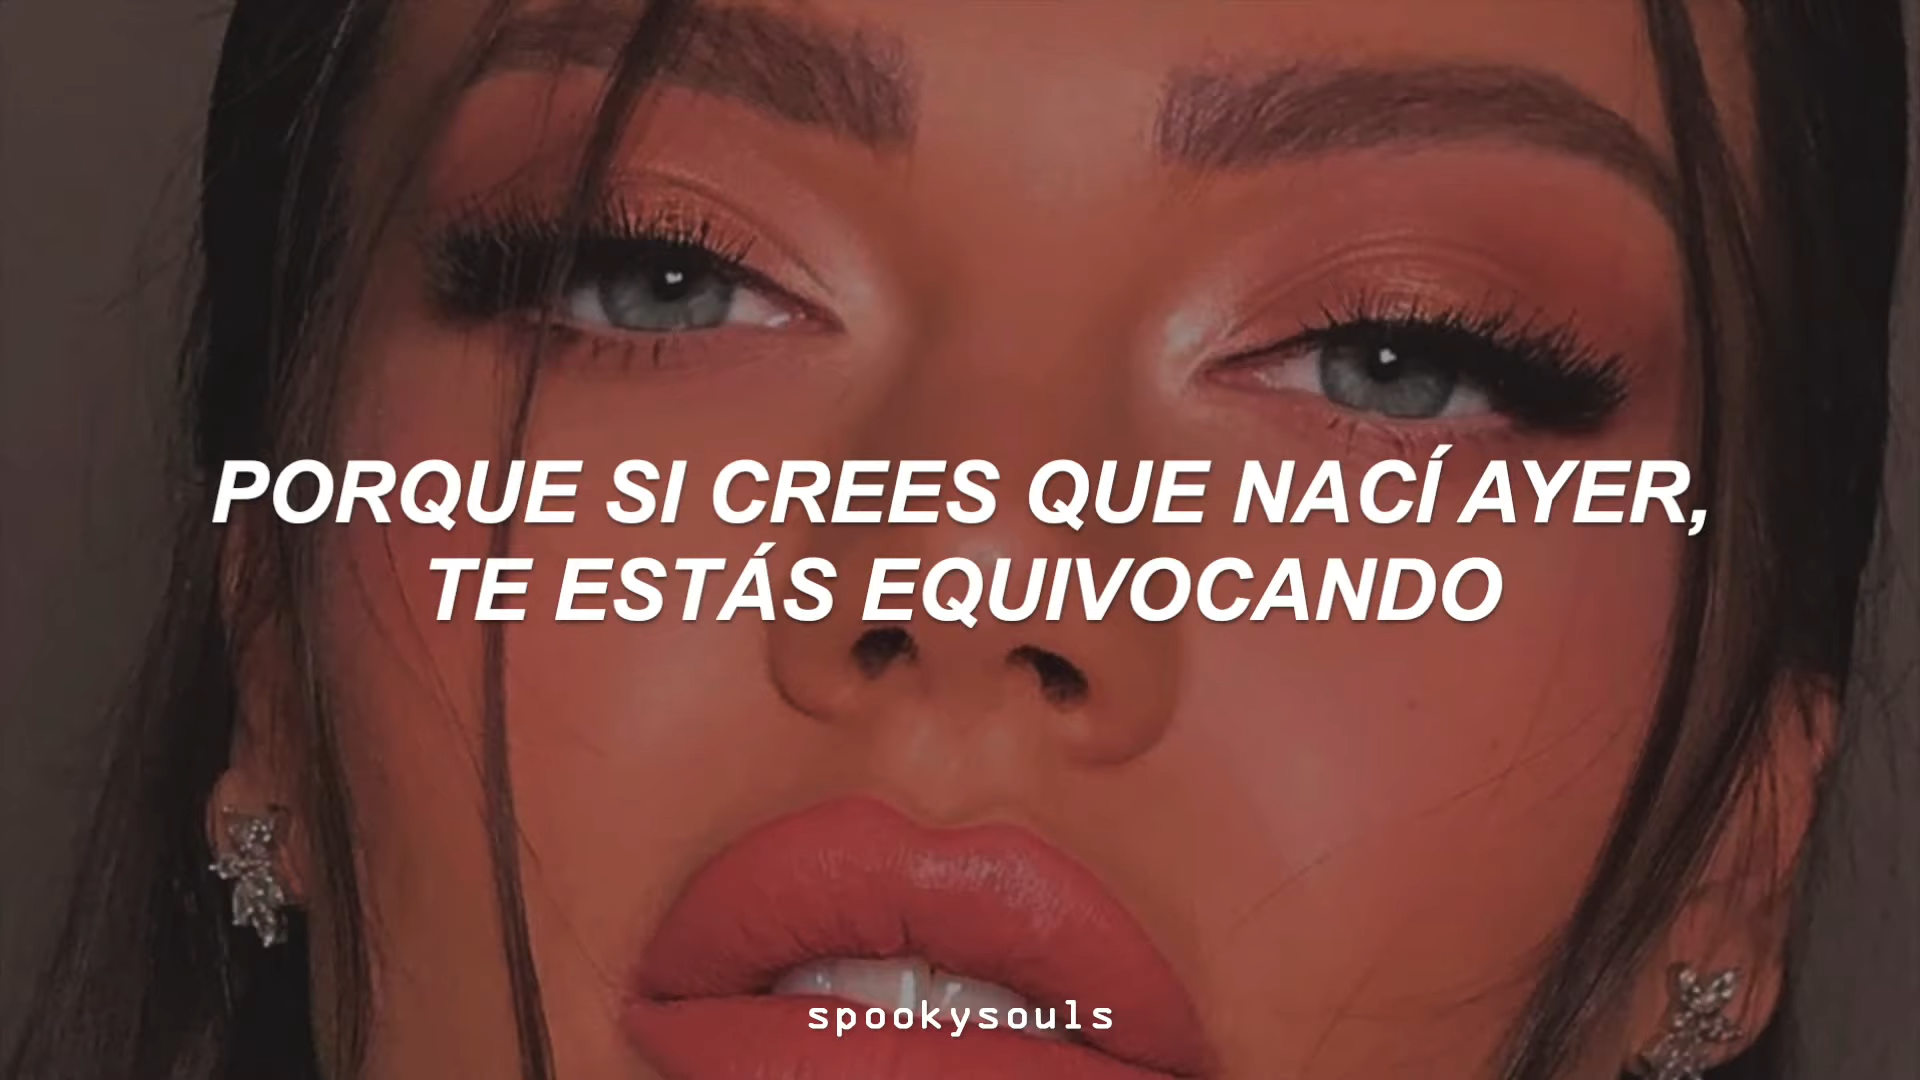 PORQUE SI CREES QUE NACÍ AYER,
TE ESTÁS EQUIVOCANDO
spookysouls